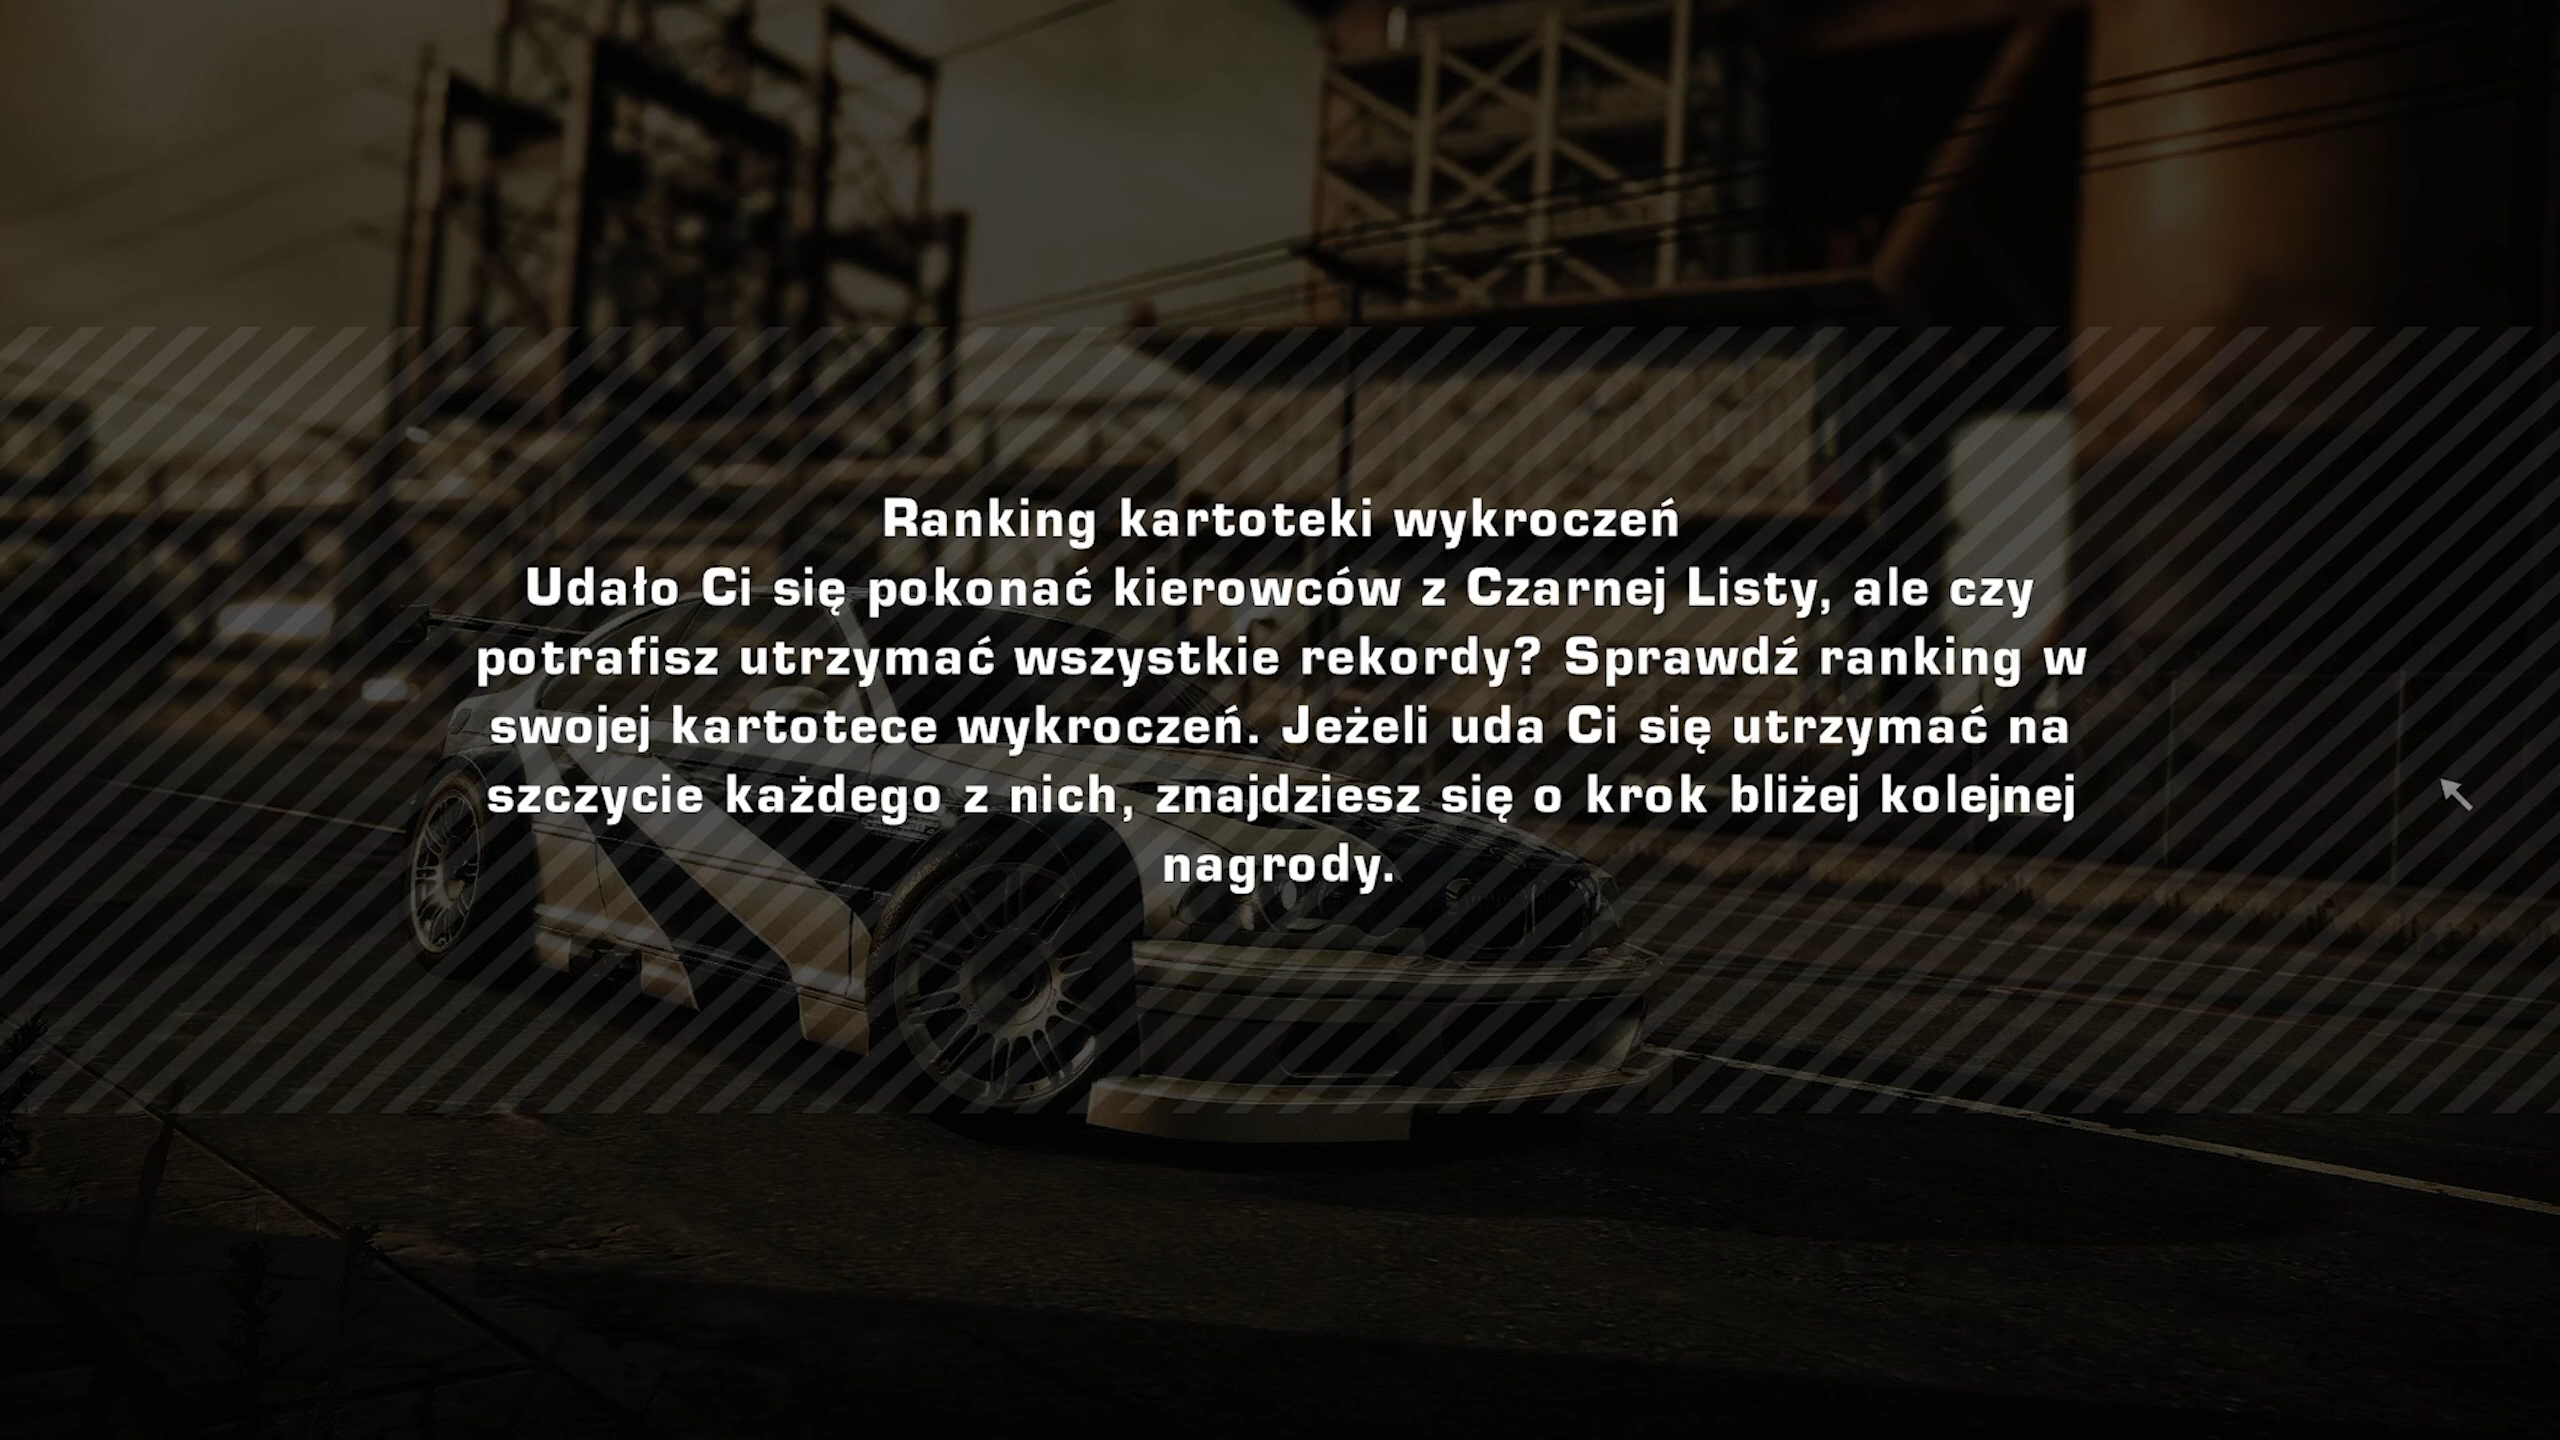 Ranking kartoteki wykroczeń
Udało Ci się pokonać kierowców z Czarnej Listy, ale czy
potrafisz utrzymać wszystkie rekordy? Sprawdź ranking w
swojej kartotece wykroczeń. Jeżeli uda Ci się utrzymać na
szczycie każdego z nich, znajdziesz się o krok bliżej kolejnej
nagrody.